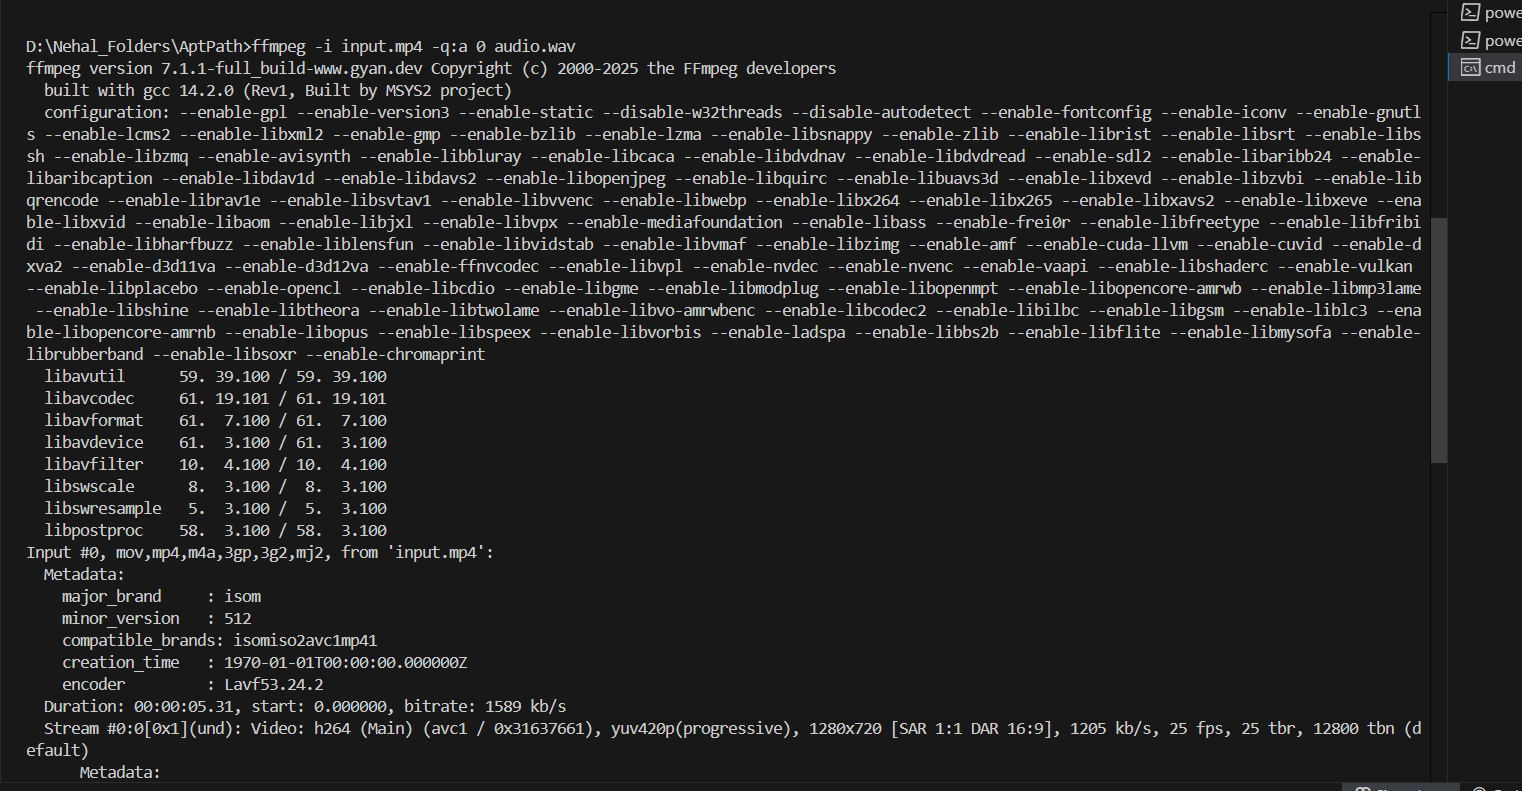 D:\Nehal_Folders\AptPath>ffmpeg -i input.mp4 -q:a 0 audio.wav
ffmpeg version 7.1.1-full_build-www.gyan.dev Copyright (c) 2000-2025 the FFmpeg developers
  built with gcc 14.2.0 (Rev1, Built by MSYS2 project)
  configuration: --enable-gpl --enable-version3 --enable-static --disable-w32threads --disable-autodetect --enable-fontconfig --enable-iconv --enable-gnutl
s --enable-lcms2 --enable-libxml2 --enable-gmp --enable-bzlib --enable-lzma --enable-libsnappy --enable-zlib --enable-librist --enable-libsrt --enable-libs
sh --enable-libzmq --enable-avisynth --enable-libbluray --enable-libcaca --enable-libdvdnav --enable-libdvdread --enable-sdl2 --enable-libaribb24 --enable-
libaribcaption --enable-libdav1d --enable-libdavs2 --enable-libopenjpeg --enable-libquirc --enable-libuavs3d --enable-libxevd --enable-libzvbi --enable-lib
qrencode --enable-librav1e --enable-libsvtav1 --enable-libvvenc --enable-libwebp --enable-libx264 --enable-libx265 --enable-libxavs2 --enable-libxeve --ena
ble-libxvid --enable-libaom --enable-libjxl --enable-libvpx --enable-mediafoundation --enable-libass --enable-frei0r --enable-libfreetype --enable-libfribi
di --enable-libharfbuzz --enable-liblensfun --enable-libvidstab --enable-libvmaf --enable-libzimg --enable-amf --enable-cuda-llvm --enable-cuvid --enable-d
xva2 --enable-d3d11va --enable-d3d12va --enable-ffnvcodec --enable-libvpl --enable-nvdec --enable-nvenc --enable-vaapi --enable-libshaderc --enable-vulkan
--enable-libplacebo --enable-opencl --enable-libcdio --enable-libgme --enable-libmodplug --enable-libopenmpt --enable-libopencore-amrwb --enable-libmp3lame
 --enable-libshine --enable-libtheora --enable-libtwolame --enable-libvo-amrwbenc --enable-libcodec2 --enable-libilbc --enable-libgsm --enable-liblc3 --ena
ble-libopencore-amrnb --enable-libopus --enable-libspeex --enable-libvorbis --enable-ladspa --enable-libbs2b --enable-libflite --enable-libmysofa --enable-
librubberband --enable-libsoxr --enable-chromaprint
  libavutil      59. 39.100 / 59. 39.100
  libavcodec     61. 19.101 / 61. 19.101
  libavformat    61.  7.100 / 61.  7.100
  libavdevice    61.  3.100 / 61.  3.100
  libavfilter    10.  4.100 / 10.  4.100
  libswscale      8.  3.100 /  8.  3.100
  libswresample   5.  3.100 /  5.  3.100
  libpostproc    58.  3.100 / 58.  3.100
Input #0, mov,mp4,m4a,3gp,3g2,mj2, from 'input.mp4':
  Metadata:
    major_brand     : isom
    minor_version   : 512
    compatible_brands: isomiso2avc1mp41
    creation_time   : 1970-01-01T00:00:00.000000Z
    encoder         : Lavf53.24.2
  Duration: 00:00:05.31, start: 0.000000, bitrate: 1589 kb/s
  Stream #0:0[0x1](und): Video: h264 (Main) (avc1 / 0x31637661), yuv420p(progressive), 1280x720 [SAR 1:1 DAR 16:9], 1205 kb/s, 25 fps, 25 tbr, 12800 tbn (d
efault)
      Metadata:
powe
powe
cmd